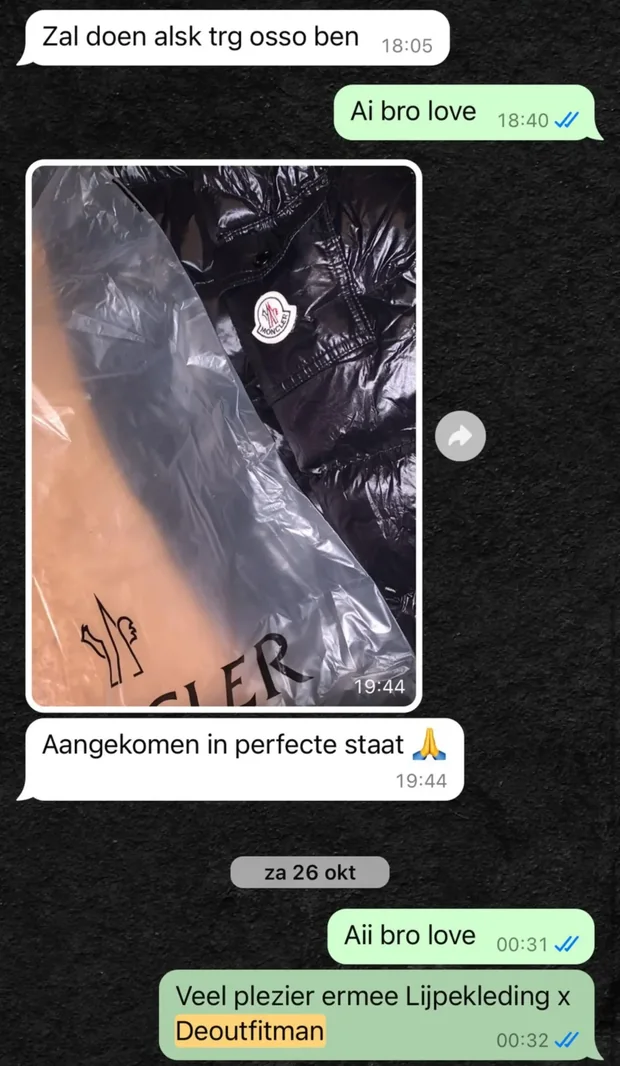 Zal doen alsk trg osso ben 18:05
Ai bro love 18:40
MONCLER
CLER
19:44
Aangekomen in perfecte staat 🙏
19:44
za 26 okt
Aii bro love 00:31
Veel plezier ermee Lijpekleding x
Deoutfitman 00:32